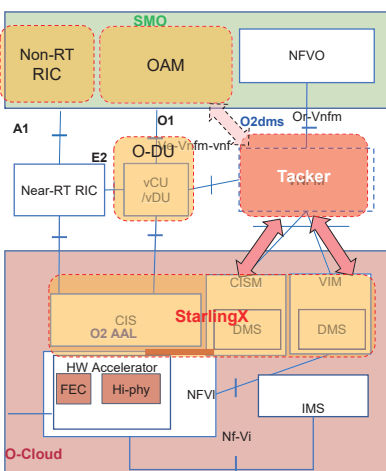 SMO
Non-RT
RIC
OAM
NFVO
A1
O1
O2dms
Or-Vnfm
Ve-Vnfm-vnf
E2
O-DU
Near-RT RIC
vCU
/vDU
Tacker
VNFM
CISM
VIM
CIS
StarlingX
O2 AAL
DMS
DMS
HW Accelerator
FEC
Hi-phy
NFVI
IMS
Nf-Vi
O-Cloud